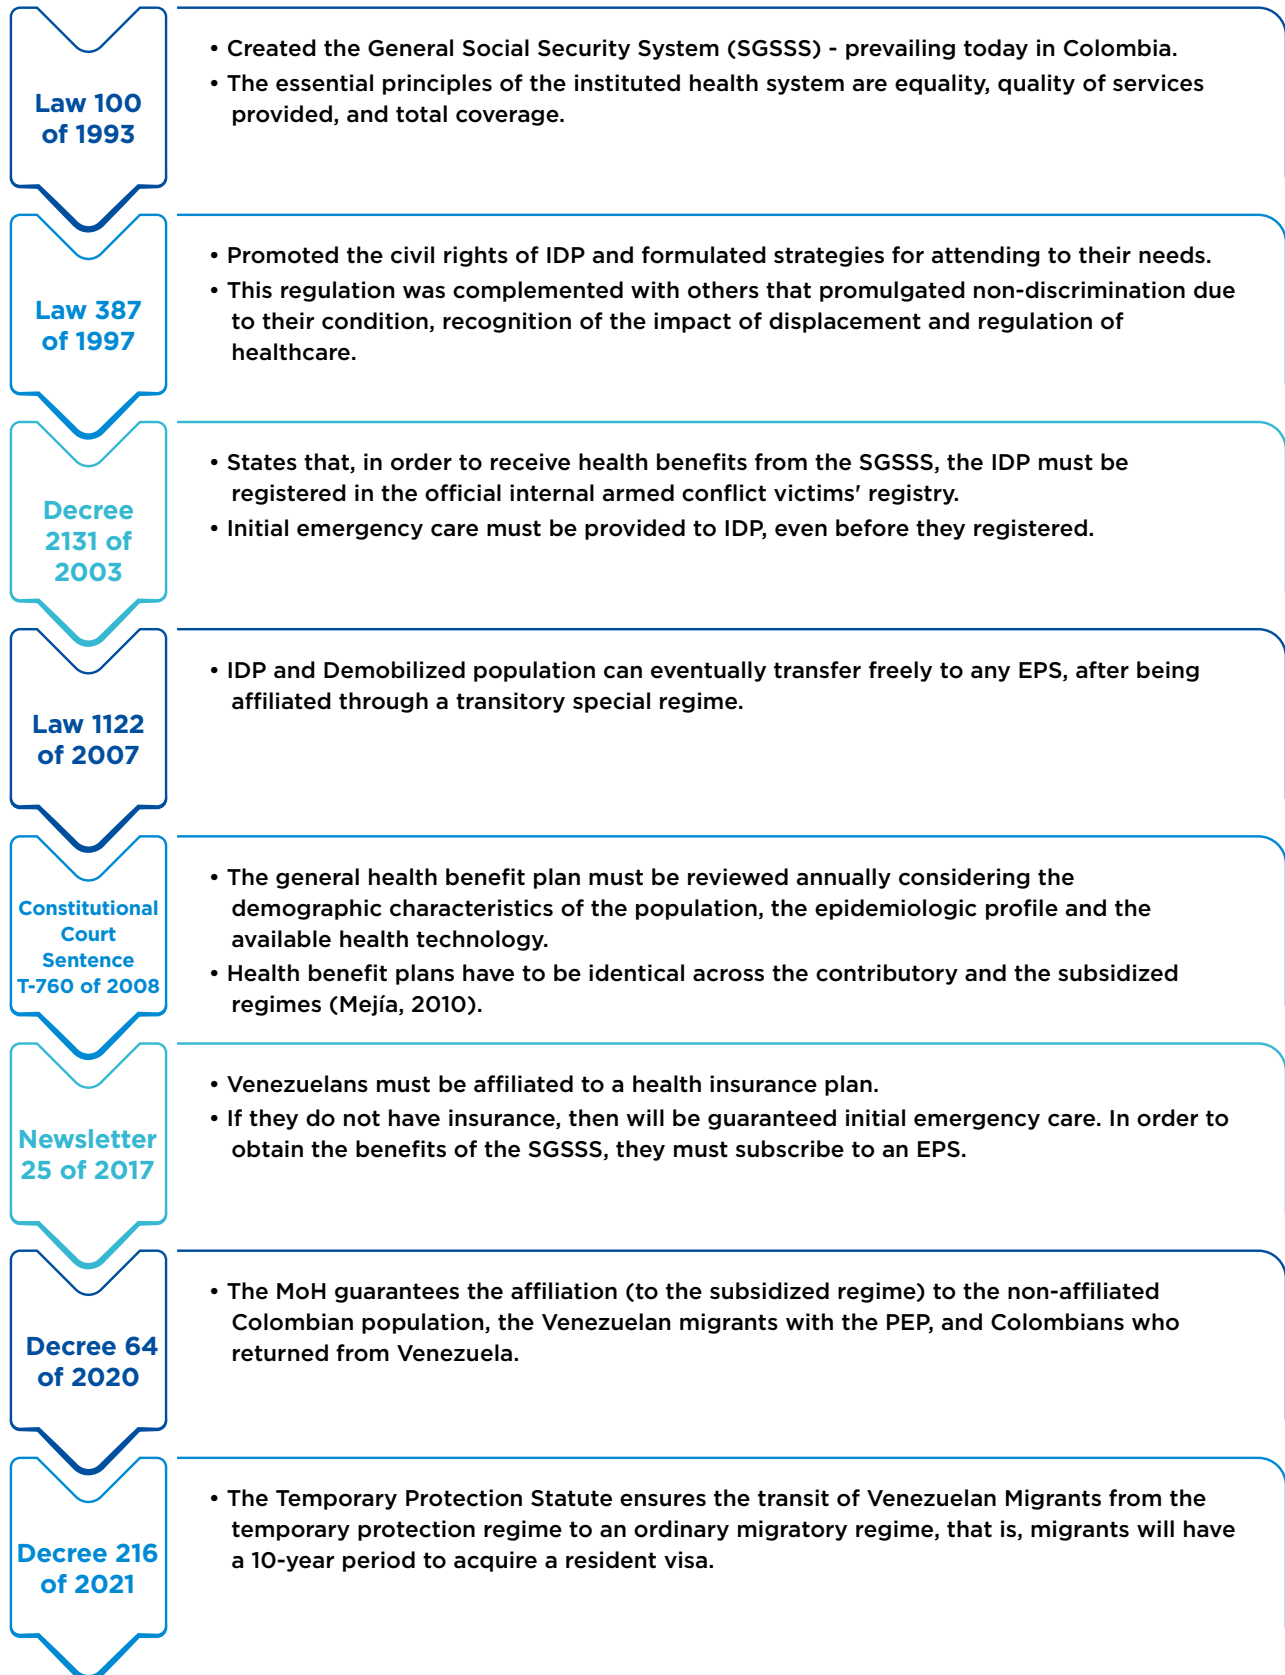 Law 100
of 1993
• Created the General Social Security System (SGSSS) - prevailing today in Colombia.
• The essential principles of the instituted health system are equality, quality of services
provided, and total coverage.
Law 387
of 1997
• Promoted the civil rights of IDP and formulated strategies for attending to their needs.
• This regulation was complemented with others that promulgated non-discrimination due
to their condition, recognition of the impact of displacement and regulation of
healthcare.
Decree
2131 of
2003
• States that, in order to receive health benefits from the SGSSS, the IDP must be
registered in the official internal armed conflict victims' registry.
• Initial emergency care must be provided to IDP, even before they registered.
Law 1122
of 2007
• IDP and Demobilized population can eventually transfer freely to any EPS, after being
affiliated through a transitory special regime.
Constitutional
Court
Sentence
T-760 of 2008
• The general health benefit plan must be reviewed annually considering the
demographic characteristics of the population, the epidemiologic profile and the
available health technology.
• Health benefit plans have to be identical across the contributory and the subsidized
regimes (Mejía, 2010).
Newsletter
25 of 2017
• Venezuelans must be affiliated to a health insurance plan.
• If they do not have insurance, then will be guaranteed initial emergency care. In order to
obtain the benefits of the SGSSS, they must subscribe to an EPS.
Decree 64
of 2020
• The MoH guarantees the affiliation (to the subsidized regime) to the non-affiliated
Colombian population, the Venezuelan migrants with the PEP, and Colombians who
returned from Venezuela.
Decree 216
of 2021
• The Temporary Protection Statute ensures the transit of Venezuelan Migrants from the
temporary protection regime to an ordinary migratory regime, that is, migrants will have
a 10-year period to acquire a resident visa.